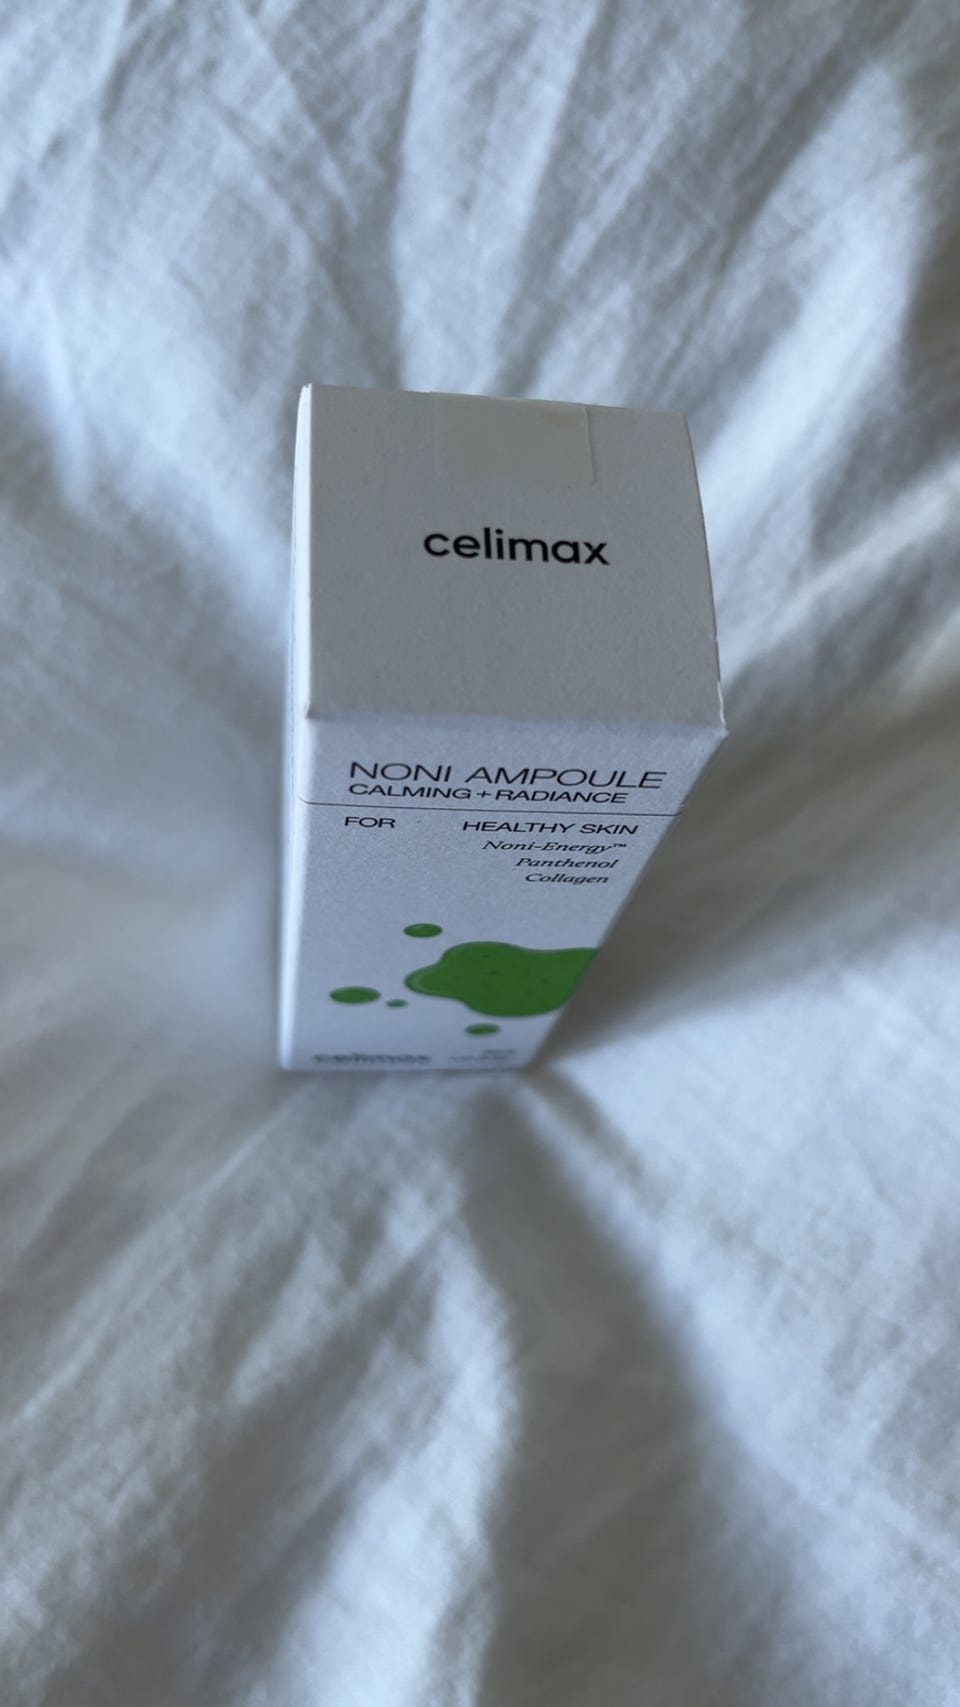 celimax
NONI AMPOULE
CALMING + RADIANCE
FOR HEALTHY SKIN
Noni-Energy™
Panthenol
Collagen
celimax